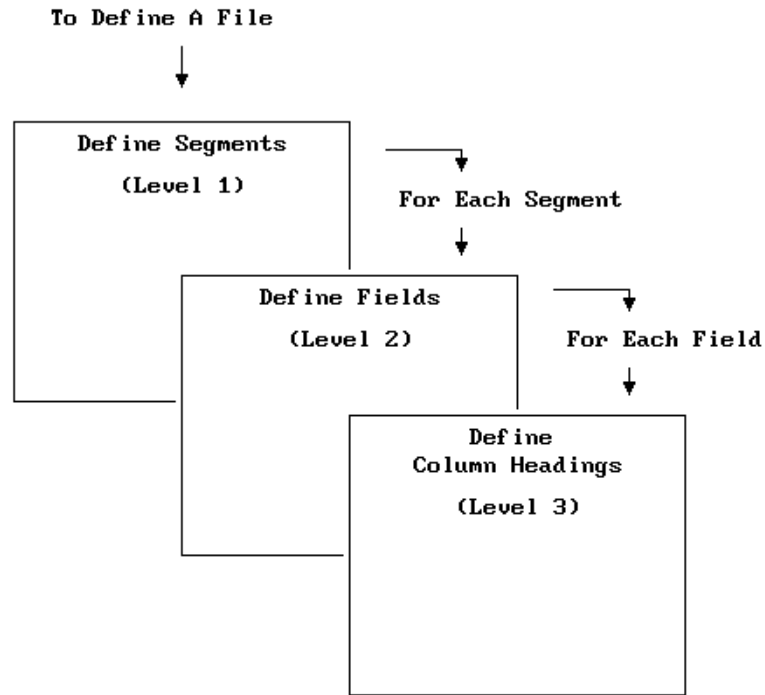 To Define A File
Define Segments
(Level 1)
For Each Segment
Define Fields
(Level 2)
For Each Field
Define
Column Headings
(Level 3)